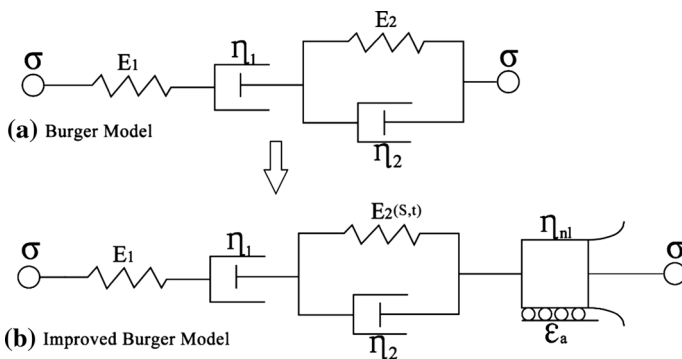 σ E₁ η₁ E₂ η₂ σ
(a) Burger Model
σ E₁ η₁ E₂(S,t) η₂ ηₙₗ εₐ σ
(b) Improved Burger Model